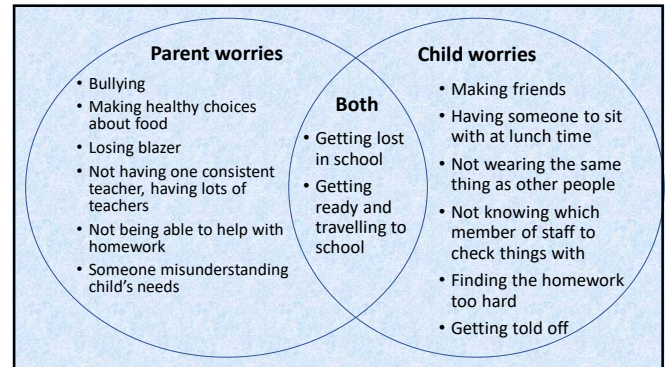 Parent worries
• Bullying
• Making healthy choices
about food
• Losing blazer
• Not having one consistent
teacher, having lots of
teachers
• Not being able to help with
homework
• Someone misunderstanding
child's needs
Both
• Getting lost
in school
• Getting
ready and
travelling to
school
Child worries
• Making friends
• Having someone to sit
with at lunch time
• Not wearing the same
thing as other people
• Not knowing which
member of staff to
check things with
• Finding the homework
too hard
• Getting told off